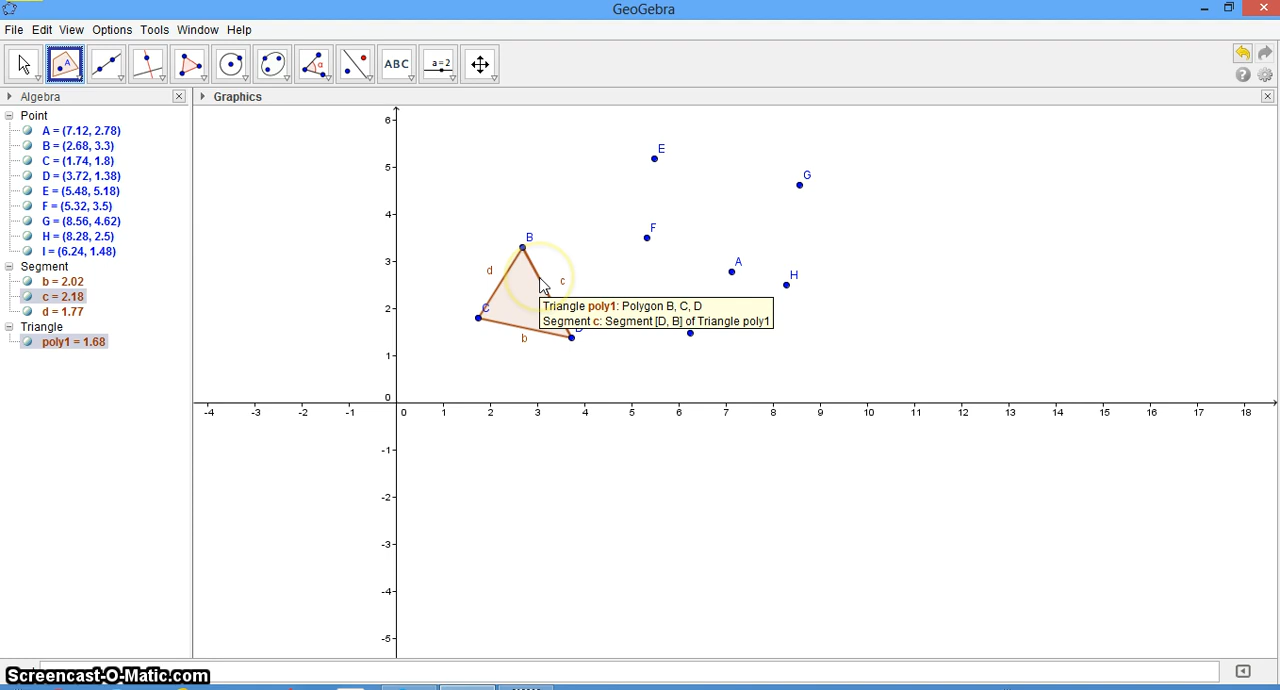 GeoGebra
File Edit View Options Tools Window Help
A α ABC a=2
Algebra
Graphics
Point
A = (7.12, 2.78)
B = (2.68, 3.3)
C = (1.74, 1.8)
D = (3.72, 1.38)
E = (5.48, 5.18)
F = (5.32, 3.5)
G = (8.56, 4.62)
H = (8.28, 2.5)
I = (6.24, 1.48)
Segment
b = 2.02
c = 2.18
d = 1.77
Triangle
poly1 = 1.68
6
E
5
G
4
B
F
3
d
c
A
H
2
C
Triangle poly1: Polygon B, C, D
Segment c: Segment [D, B] of Triangle poly1
b
1
0
-4 -3 -2 -1 0 1 2 3 4 5 6 7 8 9 10 11 12 13 14 15 16 17 18
-1
-2
-3
-4
-5
Screencast-O-Matic.com